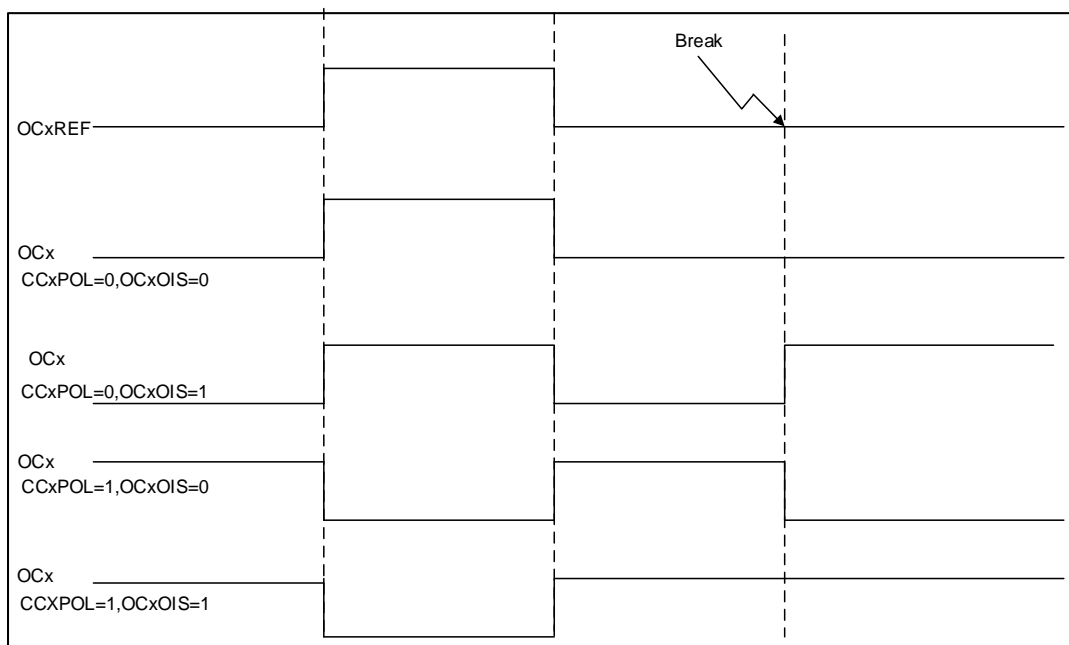 Break
OCxREF
OCx
CCxPOL=0,OCxOIS=0
OCx
CCxPOL=0,OCxOIS=1
OCx
CCxPOL=1,OCxOIS=0
OCx
CCXPOL=1,OCxOIS=1